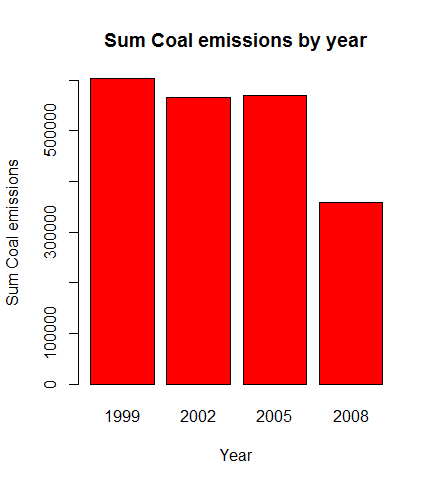 Sum Coal emissions by year
Sum Coal emissions
500000
300000
100000
0
1999 2002 2005 2008
Year